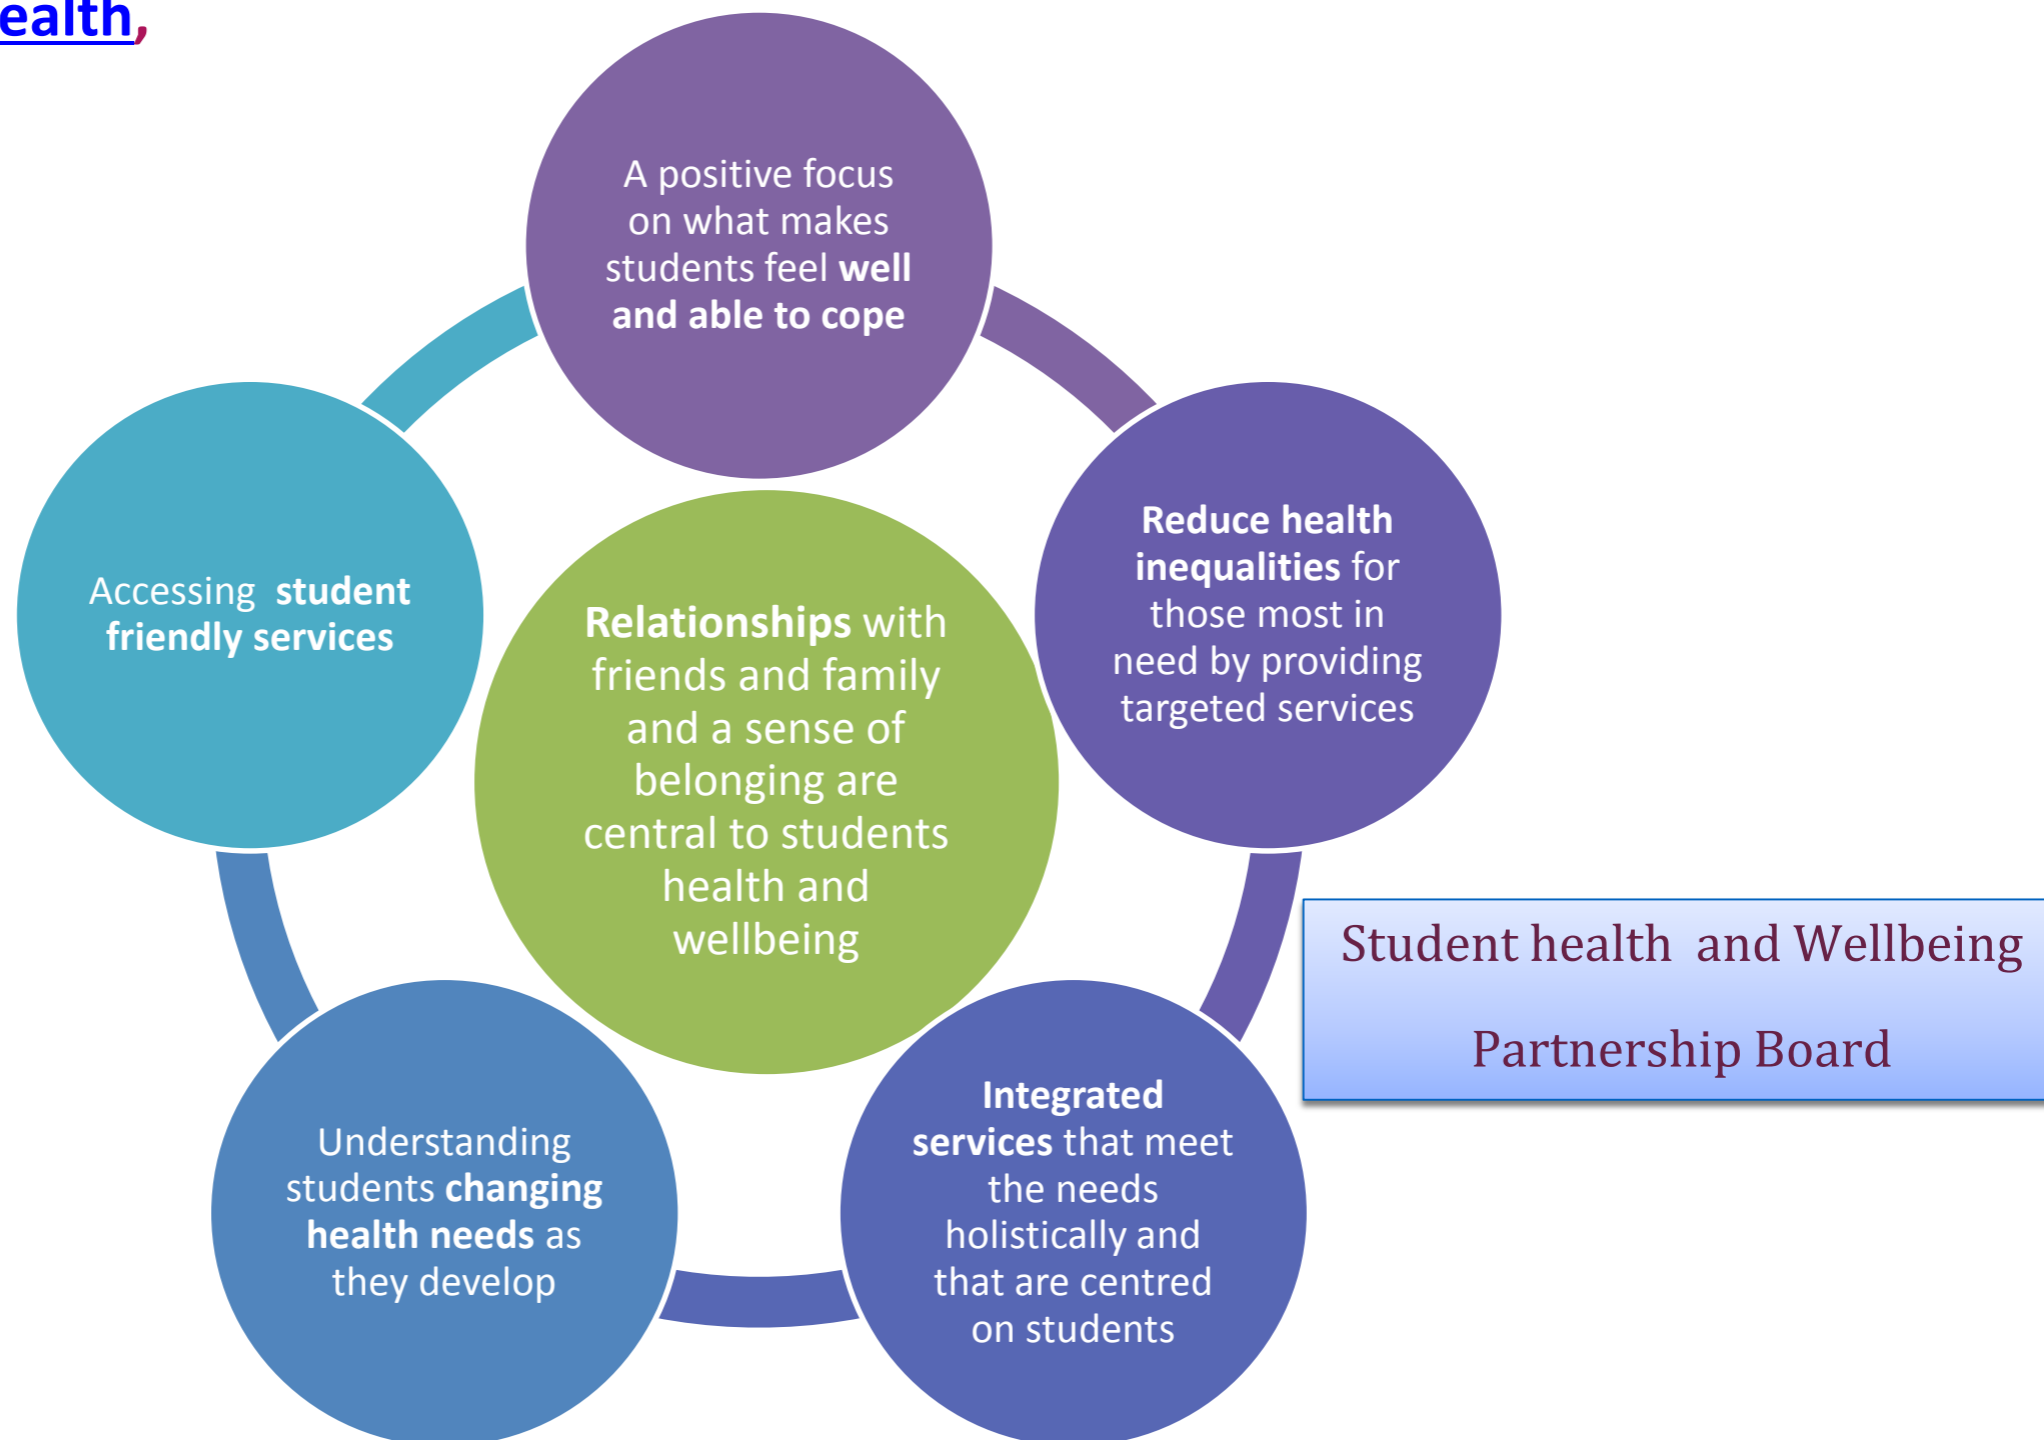 ealth,
A positive focus
on what makes
students feel well
and able to cope
Reduce health
inequalities for
those most in
need by providing
targeted services
Accessing  student
friendly services
Relationships with
friends and family
and a sense of
belonging are
central to students
health and
wellbeing
Student health  and Wellbeing
Partnership Board
Integrated
services that meet
the needs
holistically and
that are centred
on students
Understanding
students changing
health needs as
they develop